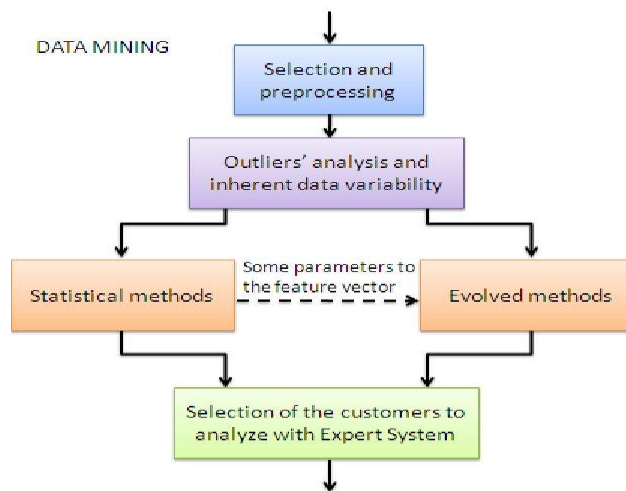 DATA MINING
Selection and
preprocessing
Outliers' analysis and
inherent data variability
Some parameters to
the feature vector
Statistical methods
Evolved methods
Selection of the customers to
analyze with Expert System